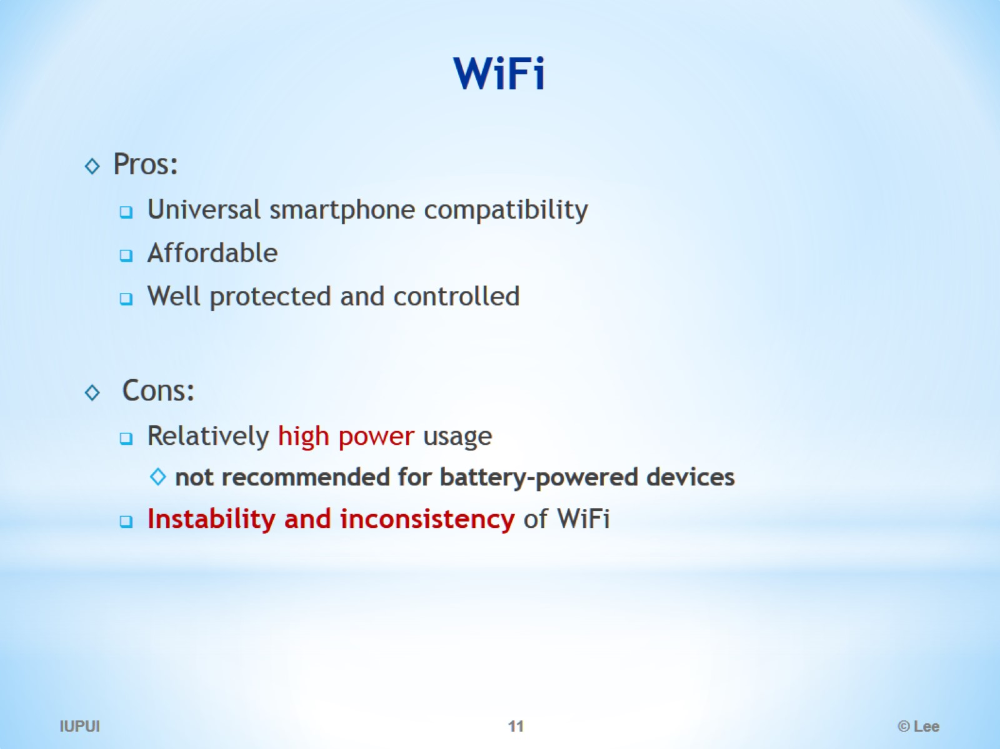 WiFi
Pros:
Universal smartphone compatibility
Affordable
Well protected and controlled
Cons:
Relatively high power usage
not recommended for battery-powered devices
Instability and inconsistency of WiFi
IUPUI
11
© Lee